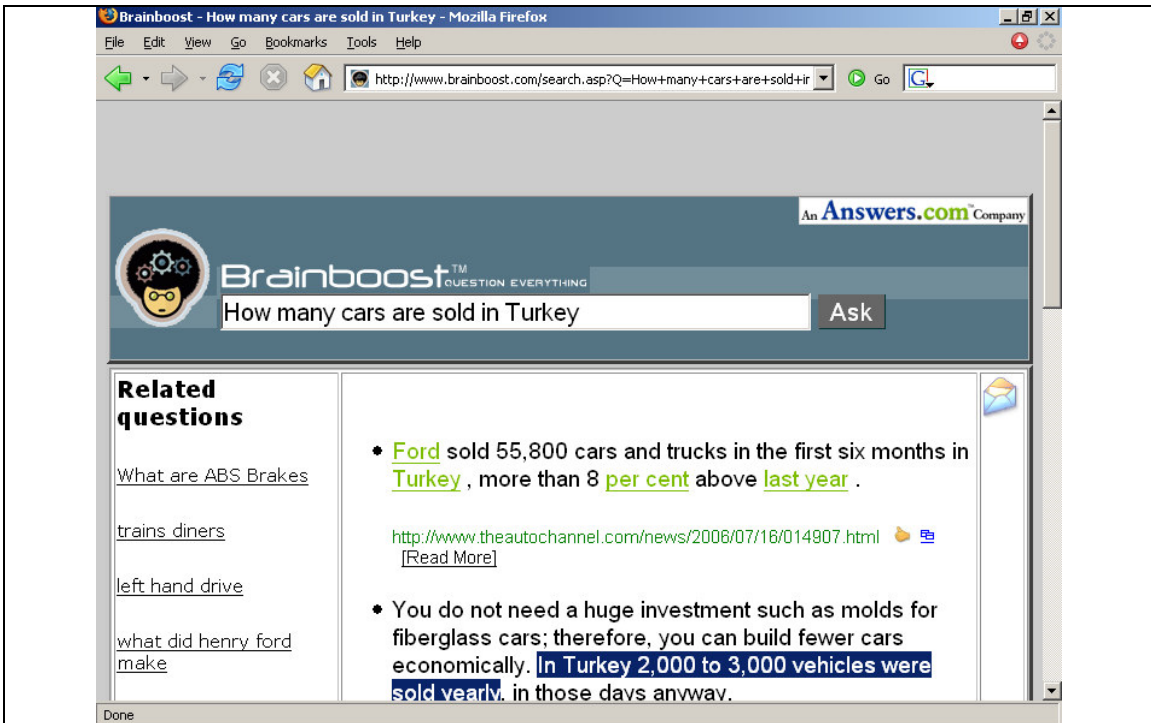 Brainboost - How many cars are sold in Turkey - Mozilla Firefox
File Edit View Go Bookmarks Tools Help
http://www.brainboost.com/search.asp?Q=How+many+cars+are+sold+ir
Go
G
An Answers.com™ Company
Brainboost™
QUESTION EVERYTHING
How many cars are sold in Turkey
Ask
Related
questions
What are ABS Brakes
trains diners
left hand drive
what did henry ford
make
• Ford sold 55,800 cars and trucks in the first six months in
Turkey , more than 8 per cent above last year .
http://www.theautochannel.com/news/2006/07/16/014907.html
[Read More]
• You do not need a huge investment such as molds for
fiberglass cars; therefore, you can build fewer cars
economically. In Turkey 2,000 to 3,000 vehicles were
sold yearly, in those days anyway.
Done